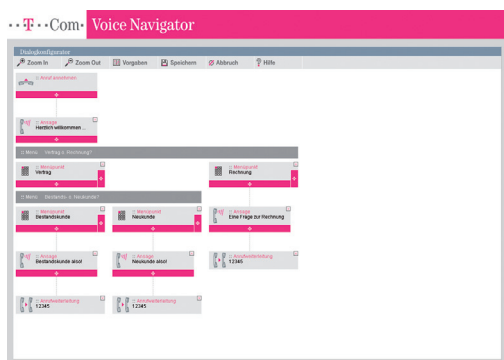 ··T··Com· Voice Navigator
Dialogkonfigurator
Zoom In Zoom Out Vorgaben Speichern Abbruch Hilfe
:: Anruf annehmen
:: Ansage
Herzlich willkommen ...
:: Menü Vertrag o. Rechnung?
:: Menüpunkt
Vertrag
:: Menüpunkt
Rechnung
:: Menü Bestands- o. Neukunde?
:: Menüpunkt
Bestandskunde
:: Menüpunkt
Neukunde
:: Ansage
Eine Frage zur Rechnung
:: Ansage
Bestandskunde also!
:: Ansage
Neukunde also!
:: Anrufweiterleitung
12345
:: Anrufweiterleitung
12345
:: Anrufweiterleitung
12345